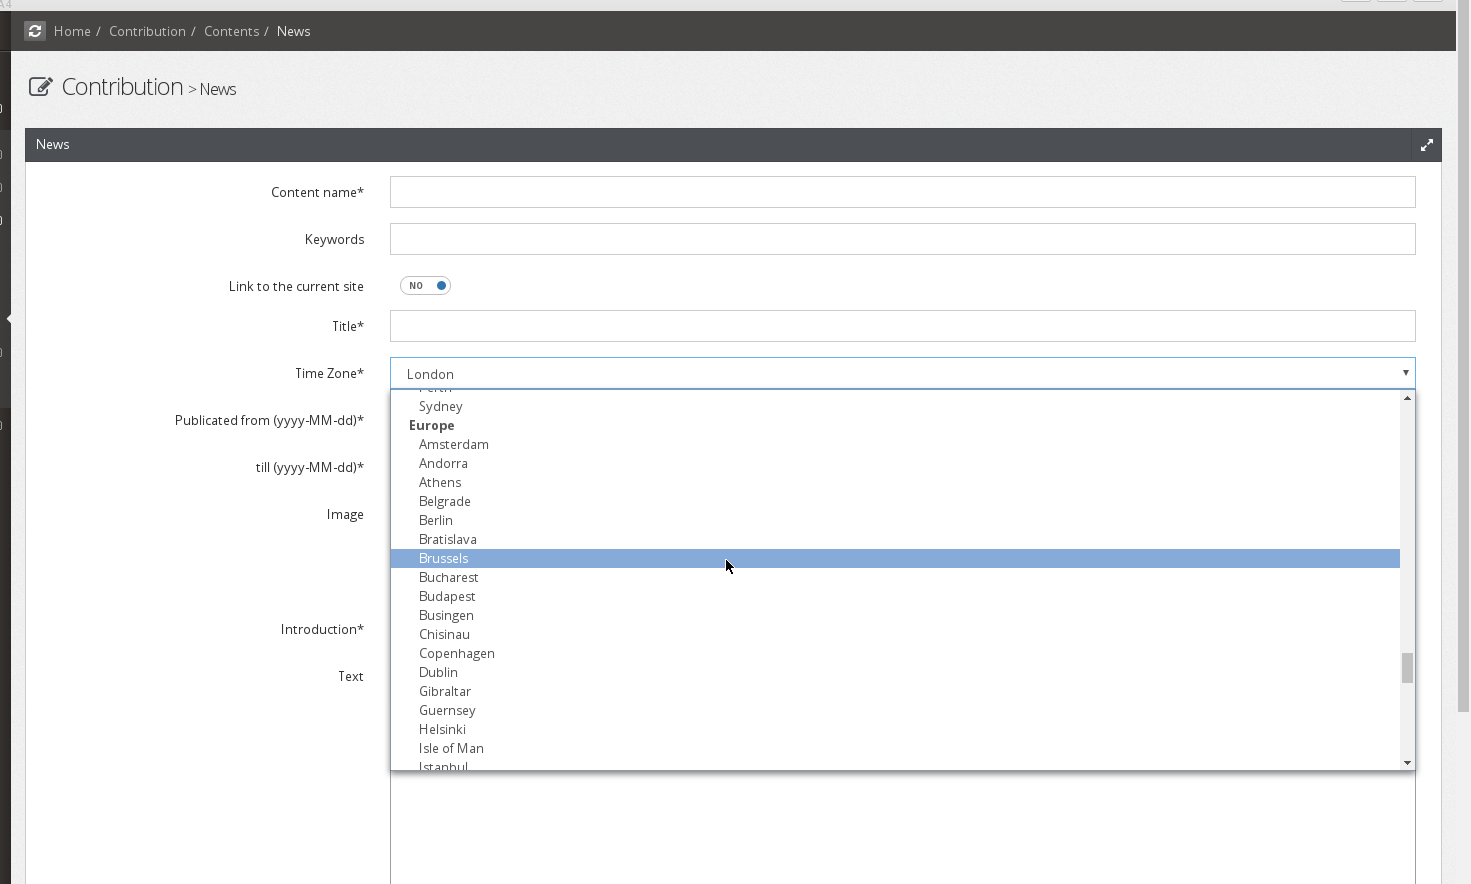 Home / Contribution / Contents / News
Contribution > News
News
Content name*
Keywords
Link to the current site
NO
Title*
Time Zone*
London
Perth
Sydney
Publicated from (yyyy-MM-dd)*
Europe
Amsterdam
Andorra
till (yyyy-MM-dd)*
Athens
Belgrade
Image
Berlin
Bratislava
Brussels
Bucharest
Budapest
Busingen
Introduction*
Chisinau
Copenhagen
Text
Dublin
Gibraltar
Guernsey
Helsinki
Isle of Man
Istanbul